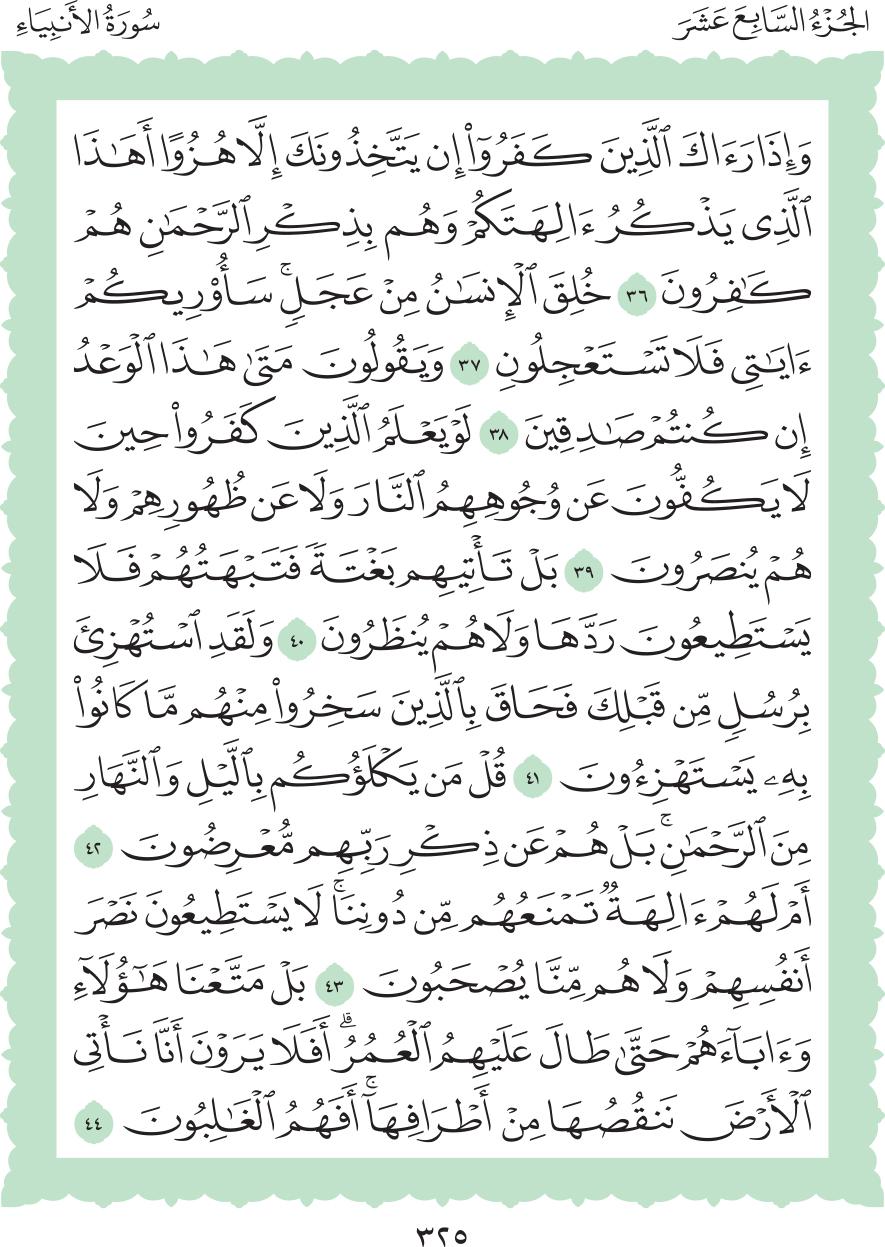 الجُزْءُ السَّابِعَ عَشَرَ
سُورَةُ الأَنبِيَاءِ
وَإِذَا رَءَاكَ ٱلَّذِينَ كَفَرُوٓا۟ إِن يَتَّخِذُونَكَ إِلَّا هُزُوًا أَهَـٰذَا
ٱلَّذِى يَذْكُرُ ءَالِهَتَكُمْ وَهُم بِذِكْرِ ٱلرَّحْمَـٰنِ هُمْ
كَـٰفِرُونَ ٣٦ خُلِقَ ٱلْإِنسَـٰنُ مِنْ عَجَلٍۢ ۚ سَأُو۟رِيكُمْ
ءَايَـٰتِى فَلَا تَسْتَعْجِلُونِ ٣٧ وَيَقُولُونَ مَتَىٰ هَـٰذَا ٱلْوَعْدُ
إِن كُنتُمْ صَـٰدِقِينَ ٣٨ لَوْ يَعْلَمُ ٱلَّذِينَ كَفَرُوا۟ حِينَ
لَا يَكُفُّونَ عَن وُجُوهِهِمُ ٱلنَّارَ وَلَا عَن ظُهُورِهِمْ وَلَا
هُمْ يُنصَرُونَ ٣٩ بَلْ تَأْتِيهِم بَغْتَةًۭ فَتَبْهَتُهُمْ فَلَا
يَسْتَطِيعُونَ رَدَّهَا وَلَا هُمْ يُنظَرُونَ ٤٠ وَلَقَدِ ٱسْتُهْزِئَ
بِرُسُلٍۢ مِّن قَبْلِكَ فَحَاقَ بِٱلَّذِينَ سَخِرُوا۟ مِنْهُم مَّا كَانُوا۟
بِهِۦ يَسْتَهْزِءُونَ ٤١ قُلْ مَن يَكْلَؤُكُم بِٱلَّيْلِ وَٱلنَّهَارِ
مِنَ ٱلرَّحْمَـٰنِ ۚ بَلْ هُمْ عَن ذِكْرِ رَبِّهِم مُّعْرِضُونَ ٤٢
أَمْ لَهُمْ ءَالِهَةٌۭ تَمْنَعُهُم مِّن دُونِنَا ۚ لَا يَسْتَطِيعُونَ نَصْرَ
أَنفُسِهِمْ وَلَا هُم مِّنَّا يُصْحَبُونَ ٤٣ بَلْ مَتَّعْنَا هَـٰٓؤُلَآءِ
وَءَابَآءَهُمْ حَتَّىٰ طَالَ عَلَيْهِمُ ٱلْعُمُرُ ۗ أَفَلَا يَرَوْنَ أَنَّا نَأْتِى
ٱلْأَرْضَ نَنقُصُهَا مِنْ أَطْرَافِهَآ ۚ أَفَهُمُ ٱلْغَـٰلِبُونَ ٤٤
٣٢٥